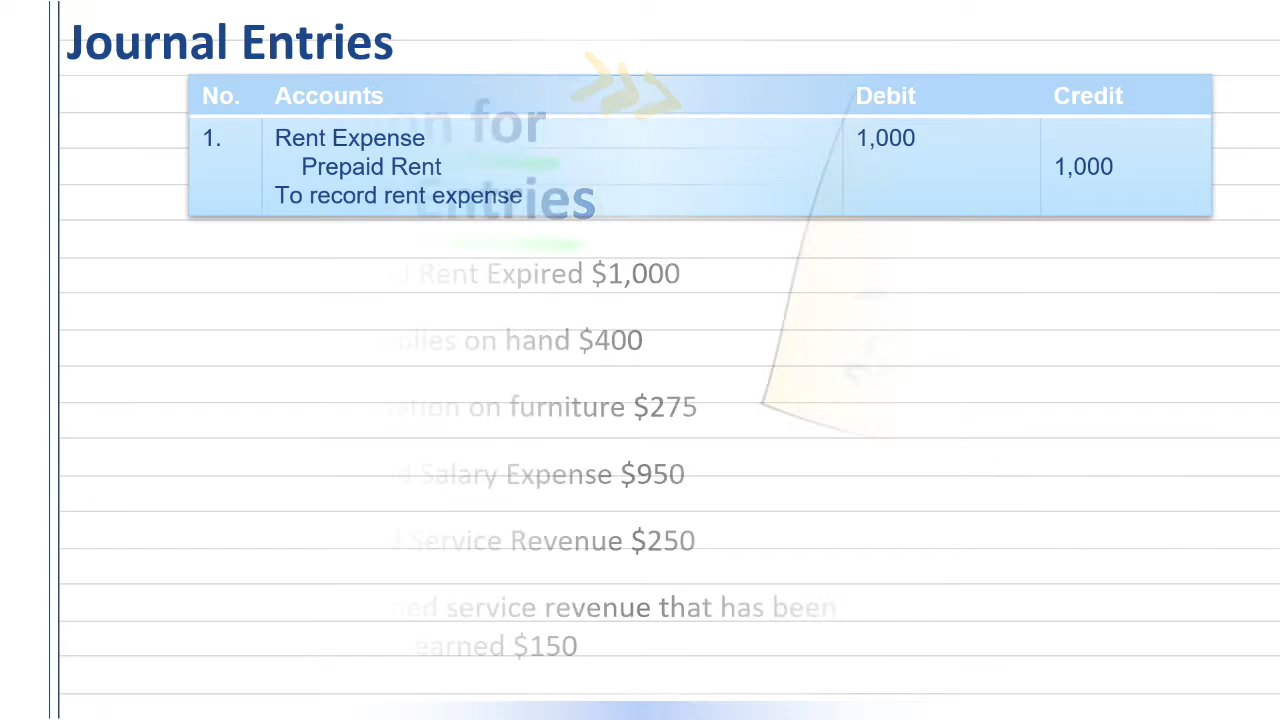 Journal Entries
No. Accounts Debit Credit
1. Rent Expense 1,000
Prepaid Rent 1,000
To record rent expense
for
Entries
Rent Expired $1,000
on hand $400
on furniture $275
Salary Expense $950
Service Revenue $250
service revenue that has been
earned $150